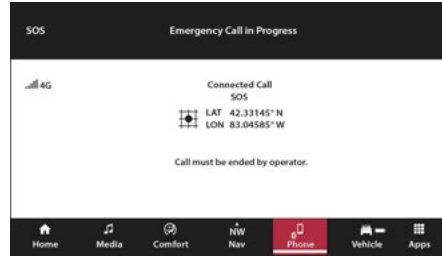 SOS Emergency Call in Progress
4G
Connected Call
SOS
LAT 42.33145° N
LON 83.04585° W
Call must be ended by operator.
NW
0
Home Media Comfort Nav Phone Vehicle Apps